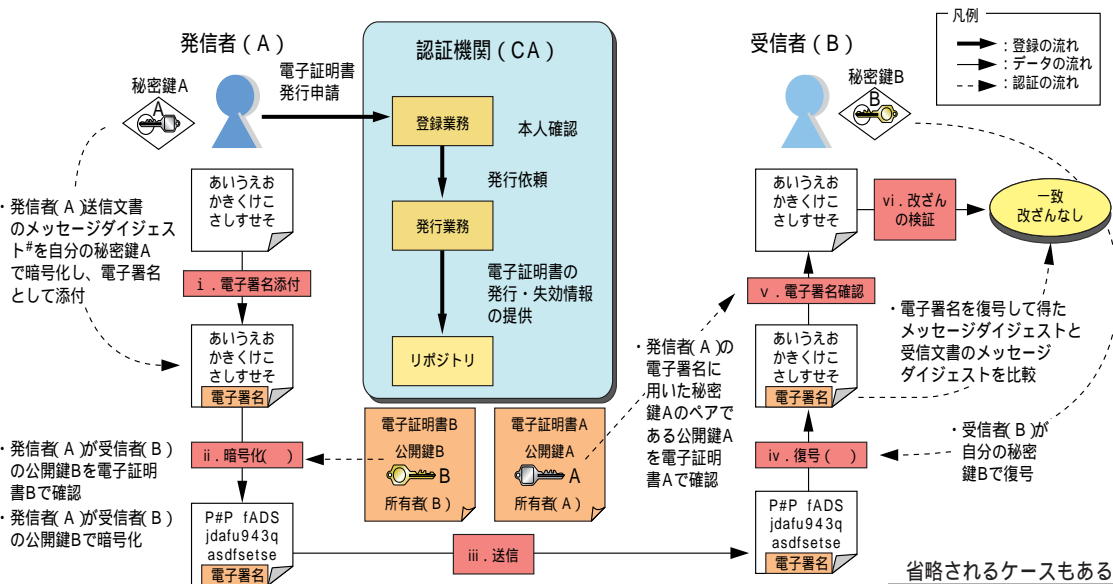 発信者(A)
認証機関(CA)
受信者(B)
凡例
:登録の流れ
:データの流れ
:認証の流れ
秘密鍵A
A
電子証明書
発行申請
登録業務
本人確認
発行依頼
発行業務
電子証明書の
発行・失効情報
の提供
リポジトリ
秘密鍵B
B
・発信者(A)送信文書
のメッセージダイジェス
ト#を自分の秘密鍵A
で暗号化し、電子署名
として添付
あいうえお
かきくけこ
さしすせそ
i.電子署名添付
あいうえお
かきくけこ
さしすせそ
電子署名
・発信者(A)が受信者(B)
の公開鍵Bを電子証明
書Bで確認
・発信者(A)が受信者(B)
の公開鍵Bで暗号化
ii.暗号化( )
P#P fADS
jdafu943q
asdfsetse
電子署名
電子証明書B
公開鍵B
B
所有者(B)
電子証明書A
公開鍵A
A
所有者(A)
iii.送信
・発信者(A)の
電子署名に
用いた秘密
鍵Aのペアで
ある公開鍵A
を電子証明
書Aで確認
あいうえお
かきくけこ
さしすせそ
vi.改ざん
の検証
一致
改ざんなし
v.電子署名確認
あいうえお
かきくけこ
さしすせそ
電子署名
・電子署名を復号して得た
メッセージダイジェストと
受信文書のメッセージ
ダイジェストを比較
iv.復号( )
・受信者(B)が
自分の秘密
鍵Bで復号
P#P fADS
jdafu943q
asdfsetse
電子署名
省略されるケースもある